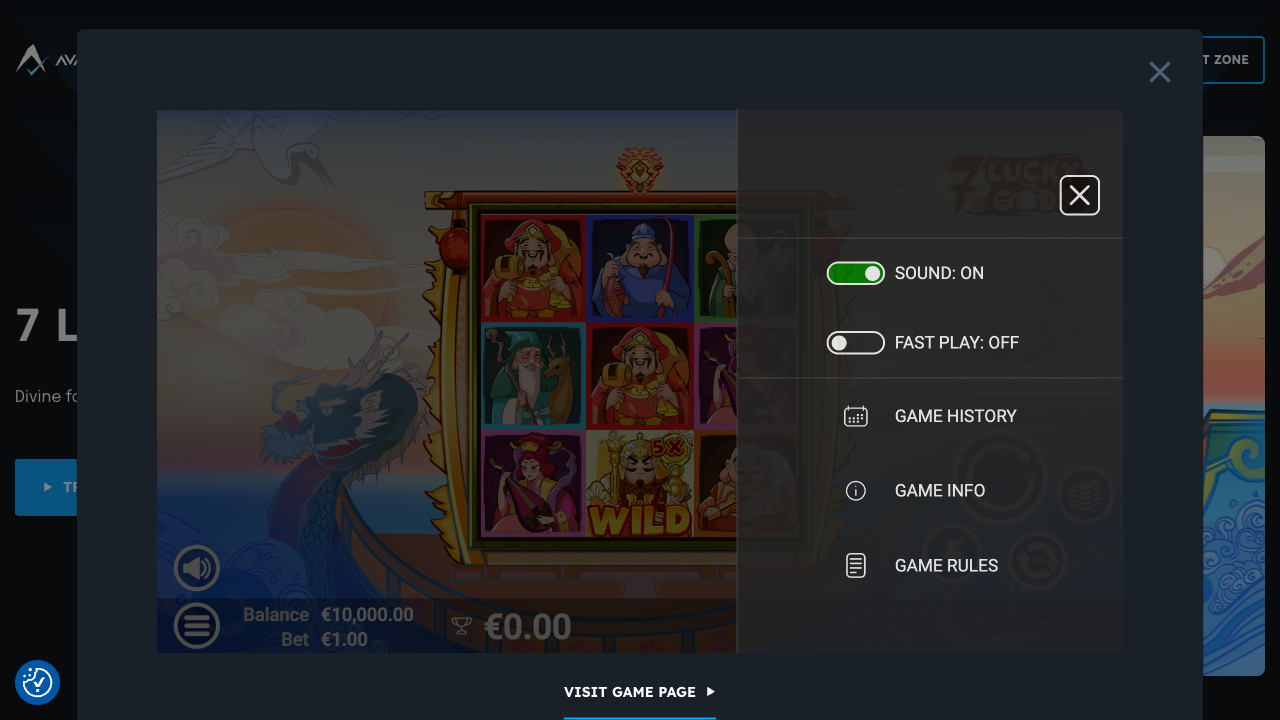 AVA
T ZONE
7 LUCKY
GOD
SOUND: ON
7 L
FAST PLAY: OFF
Divine fo
GAME HISTORY
5X
WILD
TR
GAME INFO
GAME RULES
Balance €10,000.00
Bet €1.00
€0.00
VISIT GAME PAGE